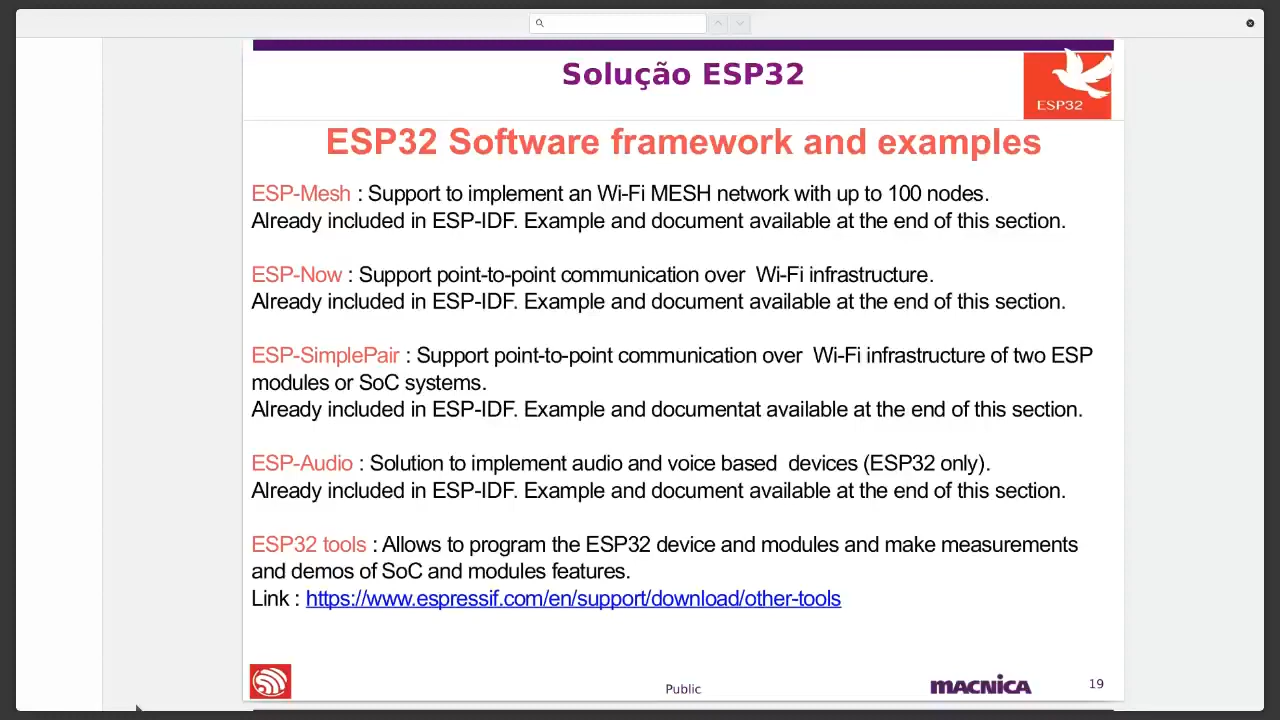 Solução ESP32
ESP32
ESP32 Software framework and examples
ESP-Mesh : Support to implement an Wi-Fi MESH network with up to 100 nodes.
Already included in ESP-IDF. Example and document available at the end of this section.
ESP-Now : Support point-to-point communication over  Wi-Fi infrastructure.
Already included in ESP-IDF. Example and document available at the end of this section.
ESP-SimplePair : Support point-to-point communication over  Wi-Fi infrastructure of two ESP
modules or SoC systems.
Already included in ESP-IDF. Example and documentat available at the end of this section.
ESP-Audio : Solution to implement audio and voice based  devices (ESP32 only).
Already included in ESP-IDF. Example and document available at the end of this section.
ESP32 tools : Allows to program the ESP32 device and modules and make measurements
and demos of SoC and modules features.
Link : https://www.espressif.com/en/support/download/other-tools
Public
MACNICA
19